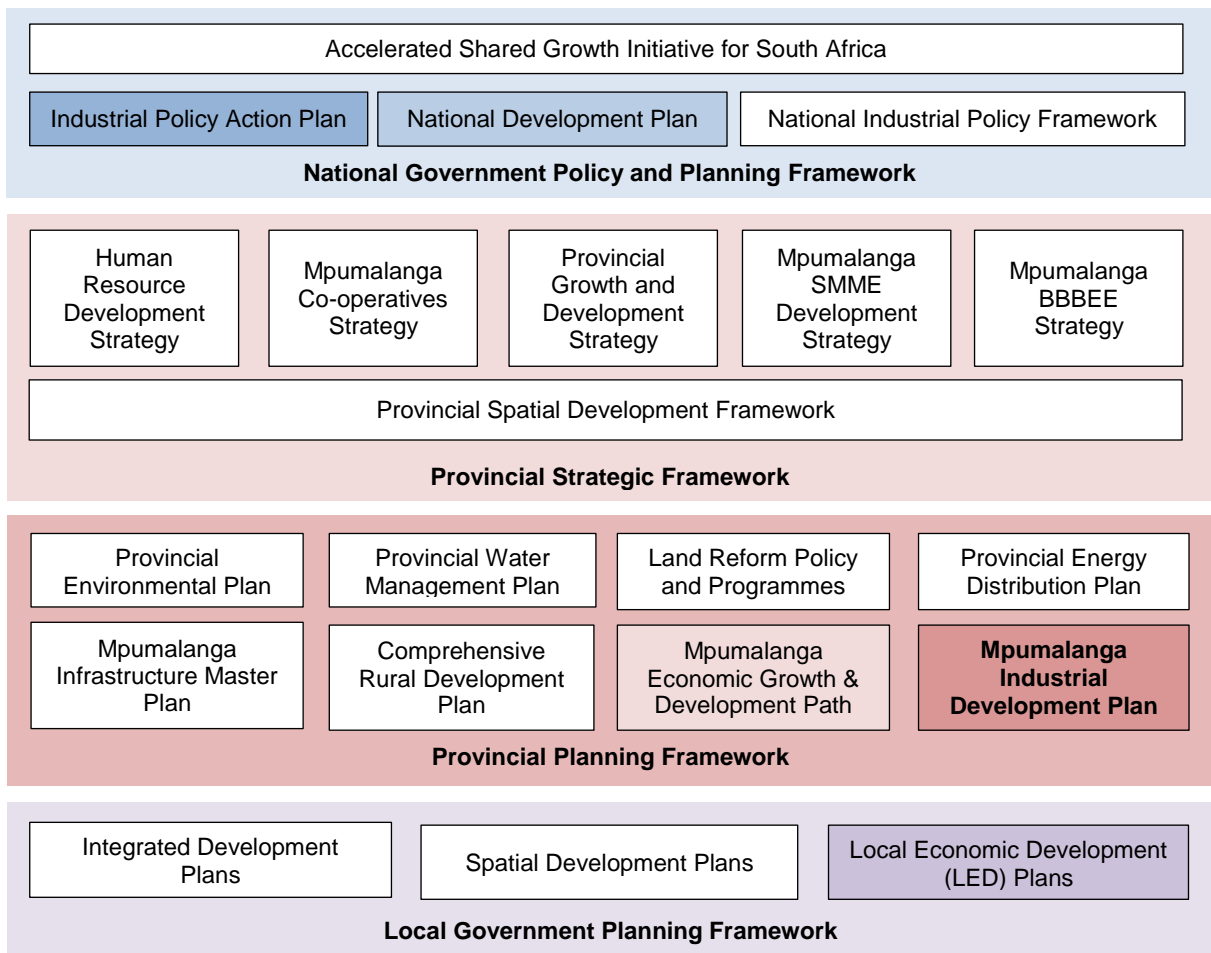 Accelerated Shared Growth Initiative for South Africa
Industrial Policy Action Plan
National Development Plan
National Industrial Policy Framework
National Government Policy and Planning Framework
Human
Resource
Development
Strategy
Mpumalanga
Co-operatives
Strategy
Provincial
Growth and
Development
Strategy
Mpumalanga
SMME
Development
Strategy
Mpumalanga
BBBEE
Strategy
Provincial Spatial Development Framework
Provincial Strategic Framework
Provincial
Environmental Plan
Provincial Water
Management Plan
Land Reform Policy
and Programmes
Provincial Energy
Distribution Plan
Mpumalanga
Infrastructure Master
Plan
Comprehensive
Rural Development
Plan
Mpumalanga
Economic Growth &
Development Path
Mpumalanga
Industrial
Development Plan
Provincial Planning Framework
Integrated Development
Plans
Spatial Development Plans
Local Economic Development
(LED) Plans
Local Government Planning Framework